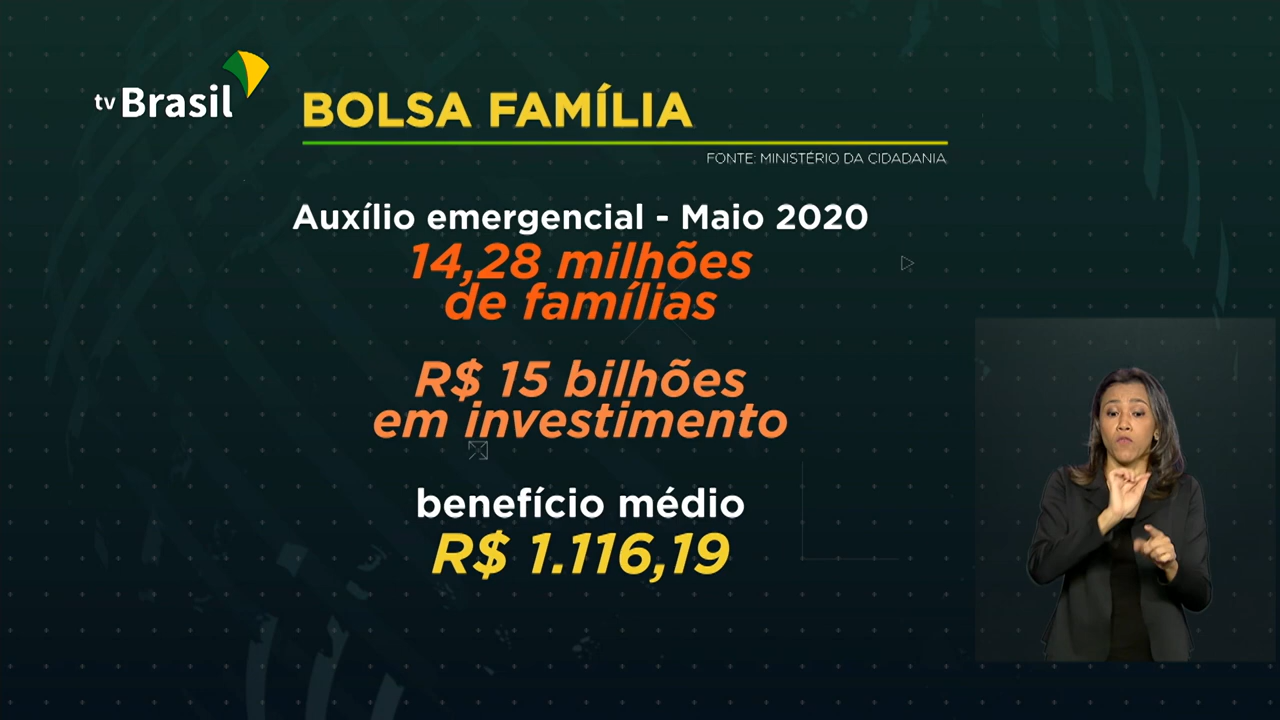 tv Brasil
BOLSA FAMÍLIA
FONTE: MINISTÉRIO DA CIDADANIA
Auxílio emergencial - Maio 2020
14,28 milhões
de famílias
R$ 15 bilhões
em investimento
benefício médio
R$ 1.116,19